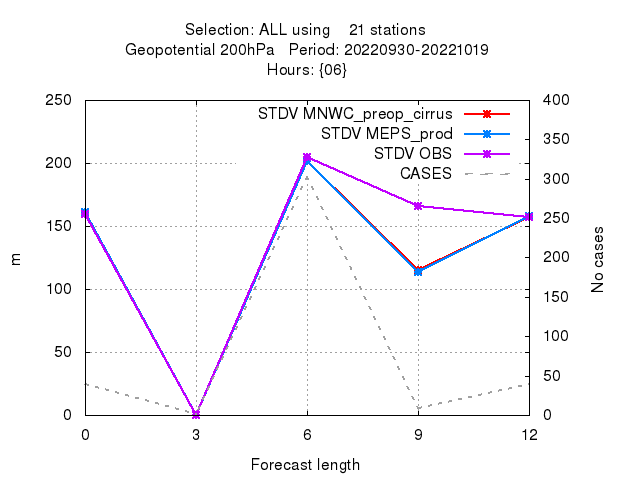 Selection: ALL using 21 stations
Geopotential 200hPa Period: 20220930-20221019
Hours: {06}
250
200
150
100
50
0
400
350
300
250
200
150
100
50
0
STDV MNWC_preop_cirrus
STDV MEPS_prod
STDV OBS
CASES
m
No cases
0 3 6 9 12
Forecast length